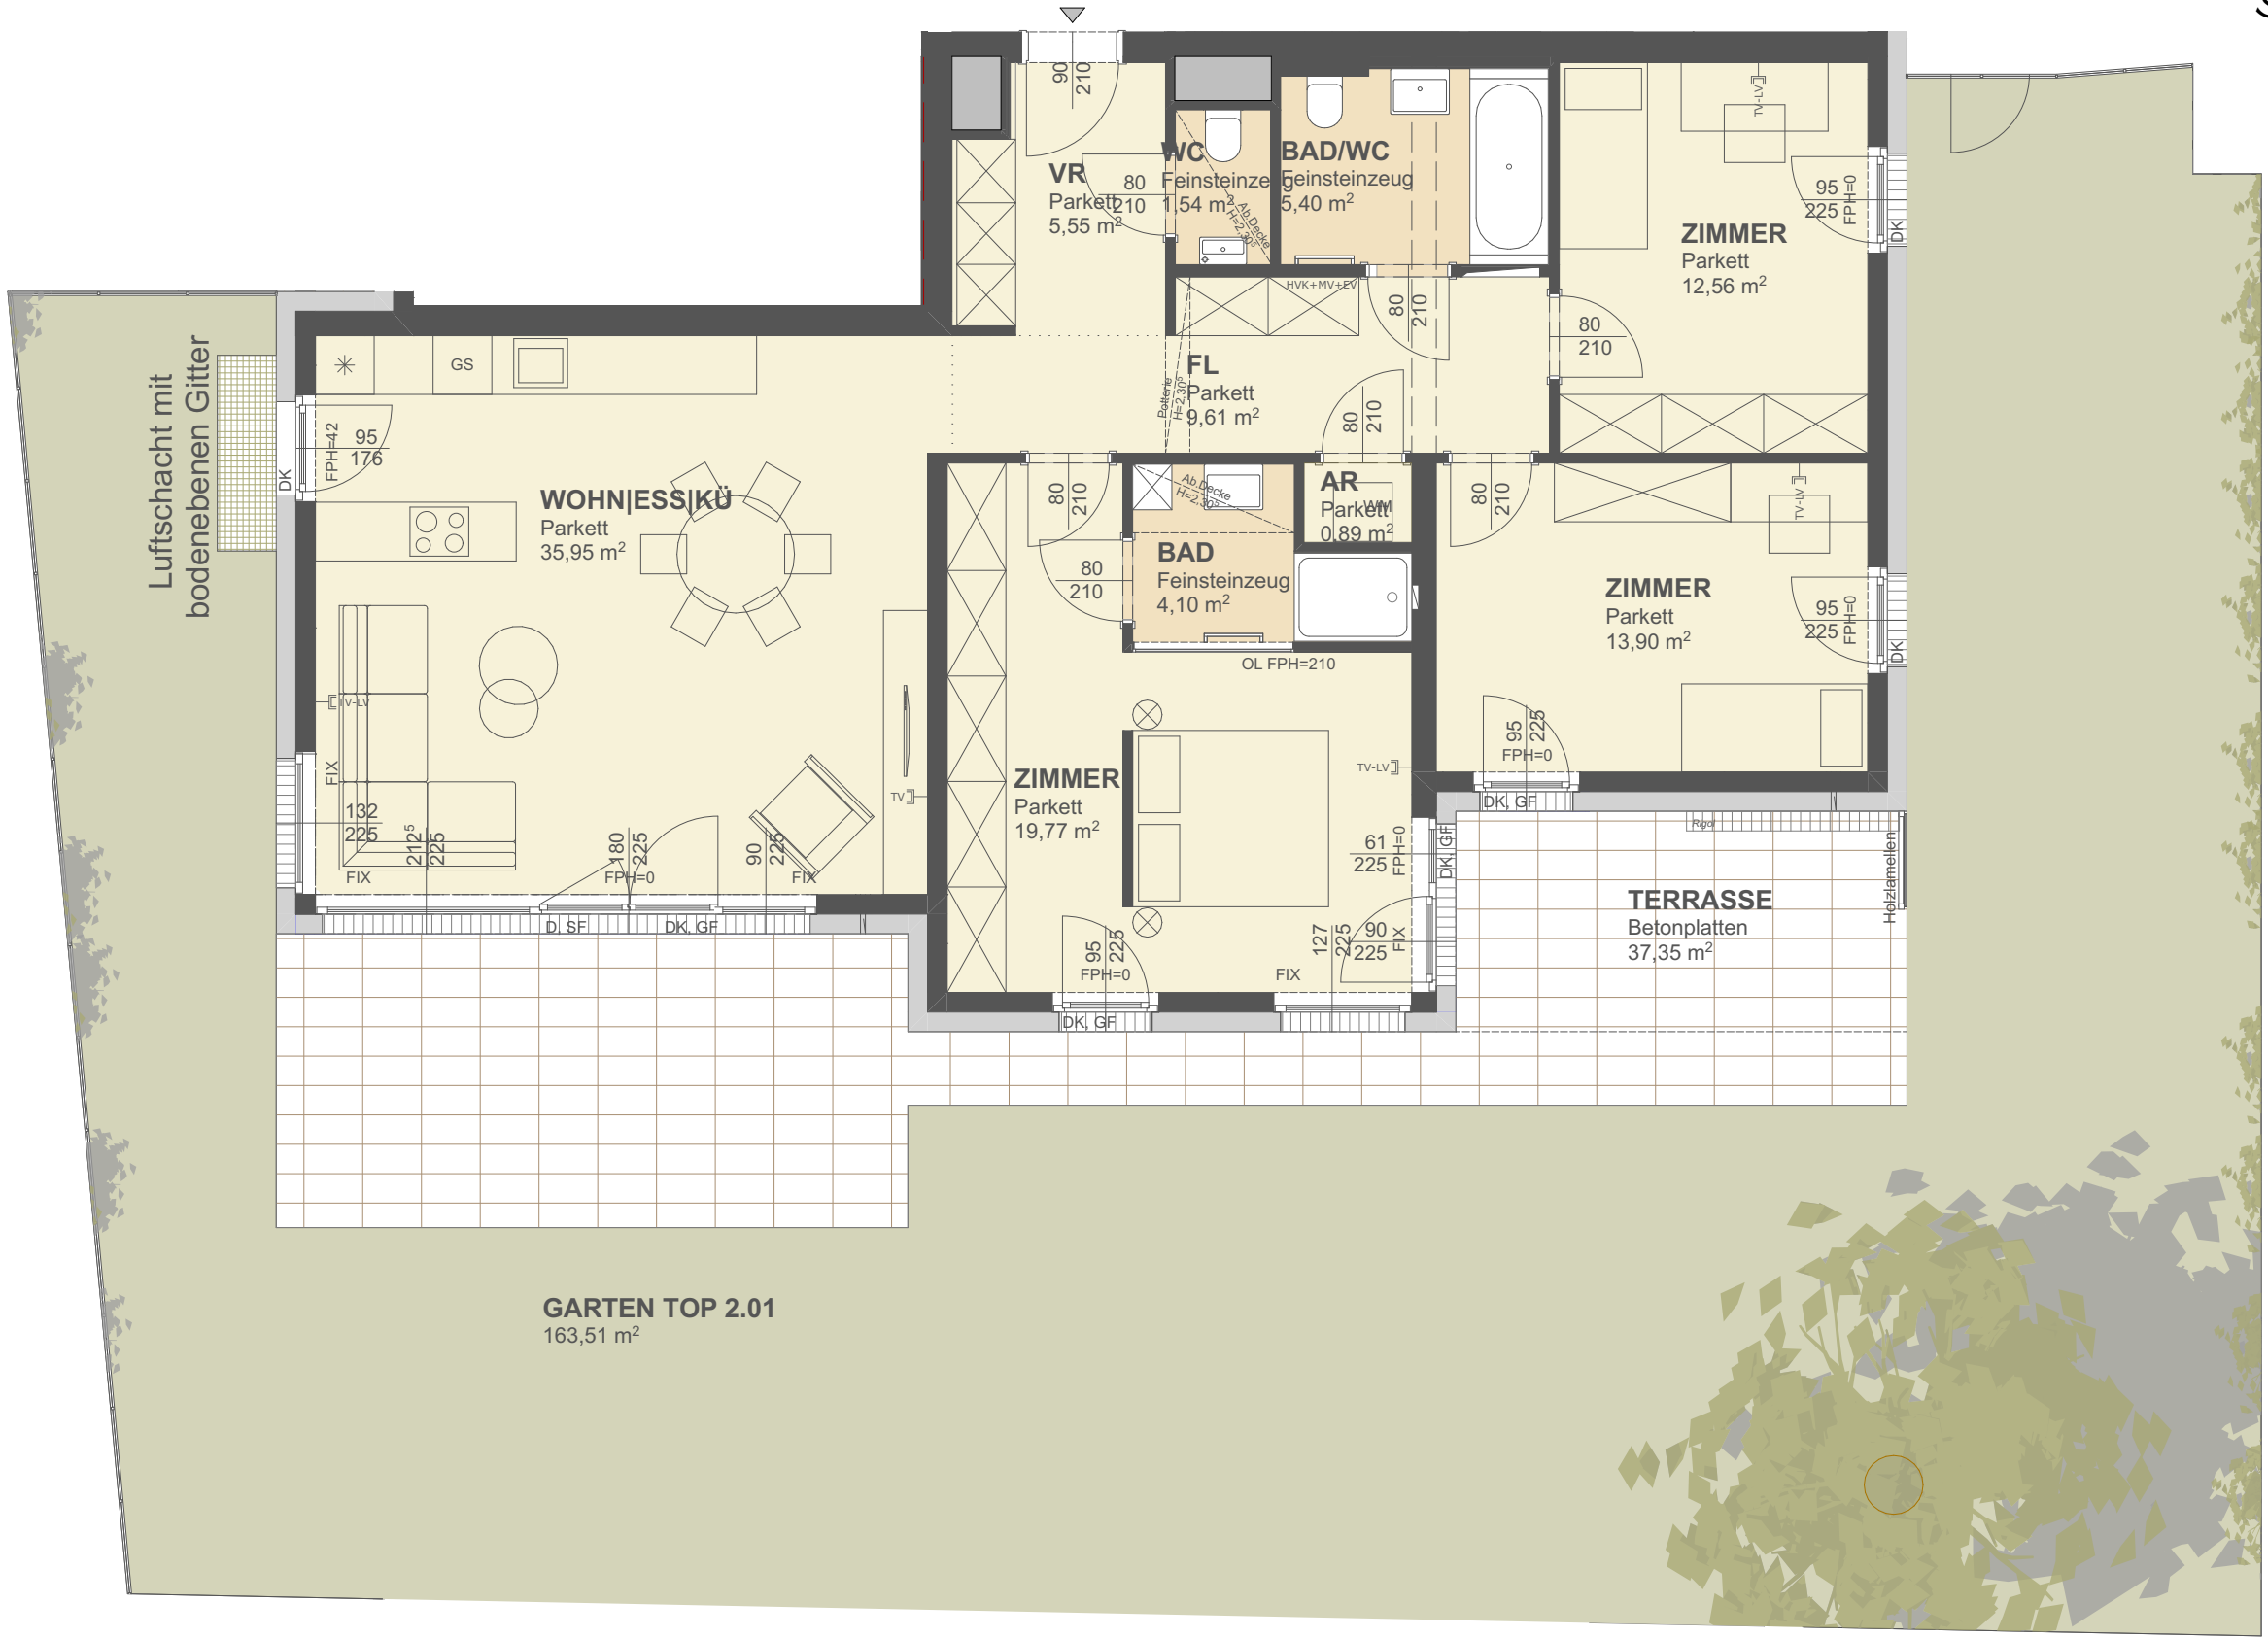 90
210
VR
Parkett
5,55 m²
80
210
WC
Feinsteinzeug
1,54 m²
Ab.Decke
H=2,30⁵
BAD/WC
Feinsteinzeug
5,40 m²
TV-LV
ZIMMER
Parkett
12,56 m²
95
225
FPH=0
DK
HVK+MV+EV
80
210
80
210
FL
Parkett
9,61 m²
Potterie
H=2,30⁵
80
210
Luftschacht mit
bodenebenen Gitter
GS
DK
FPH=42
95
176
WOHN|ESS|KÜ
Parkett
35,95 m²
80
210
80
210
Ab.Decke
H=2,30⁵
BAD
Feinsteinzeug
4,10 m²
AR
Parkett
0,89 m²
WM
80
210
TV-LV
ZIMMER
Parkett
13,90 m²
95
225
FPH=0
DK
OL FPH=210
TV-LV
FIX
132
225
212⁵
225
FIX
180
225
FPH=0
90
225
FIX
TV
D, SF
DK, GF
ZIMMER
Parkett
19,77 m²
TV-LV
95
225
FPH=0
DK, GF
61
225
FPH=0
DK, GF
90
225
FIX
127
225
FIX
95
225
FPH=0
DK, GF
Rigol
Holzlamellen
TERRASSE
Betonplatten
37,35 m²
GARTEN TOP 2.01
163,51 m²